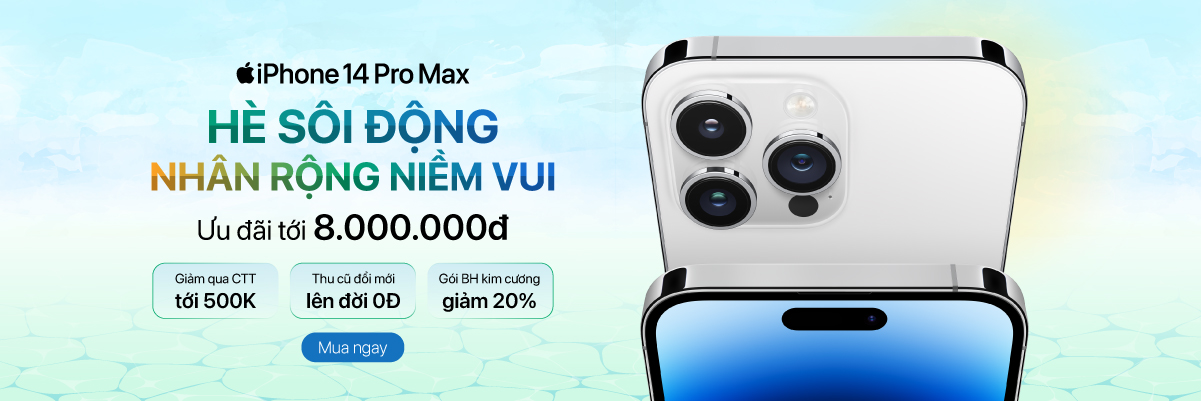 iPhone 14 Pro Max
HÈ SÔI ĐỘNG
NHÂN RỘNG NIỀM VUI
Ưu đãi tới 8.000.000đ
Giảm qua CTT
tới 500K
Thu cũ đổi mới
lên đời 0Đ
Gói BH kim cương
giảm 20%
Mua ngay